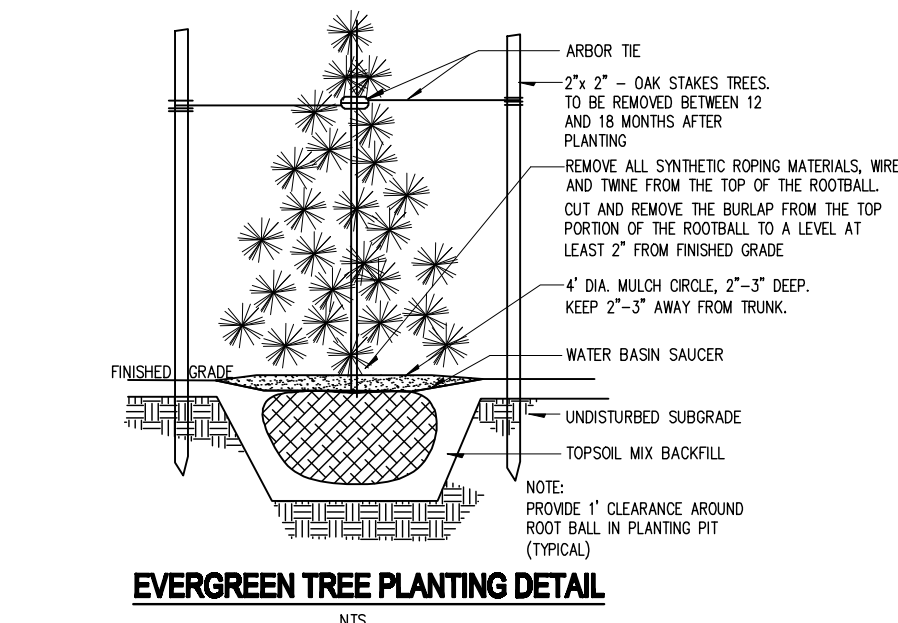 ARBOR TIE
2"x 2" – OAK STAKES TREES.
TO BE REMOVED BETWEEN 12
AND 18 MONTHS AFTER
PLANTING
REMOVE ALL SYNTHETIC ROPING MATERIALS, WIRE
AND TWINE FROM THE TOP OF THE ROOTBALL.
CUT AND REMOVE THE BURLAP FROM THE TOP
PORTION OF THE ROOTBALL TO A LEVEL AT
LEAST 2" FROM FINISHED GRADE
4' DIA. MULCH CIRCLE, 2"–3" DEEP.
KEEP 2"–3" AWAY FROM TRUNK.
WATER BASIN SAUCER
FINISHED GRADE
UNDISTURBED SUBGRADE
TOPSOIL MIX BACKFILL
NOTE:
PROVIDE 1' CLEARANCE AROUND
ROOT BALL IN PLANTING PIT
(TYPICAL)
EVERGREEN TREE PLANTING DETAIL
NTS